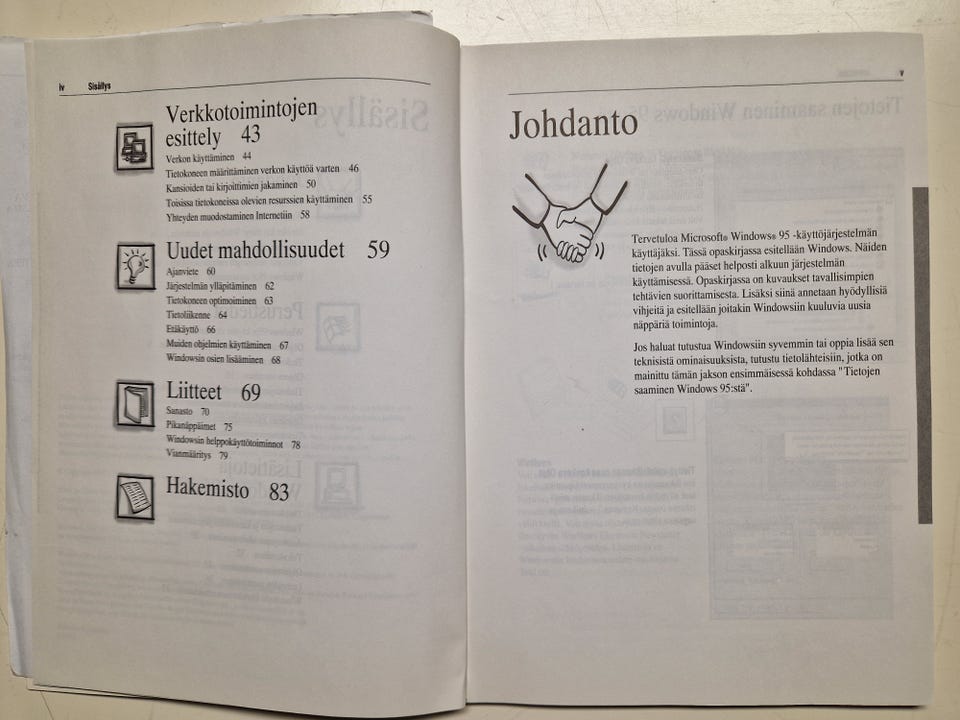 iv Sisällys
Verkkotoimintojen
esittely 43
Verkon käyttäminen 44
Tietokoneen määrittäminen verkon käyttöä varten 46
Kansioiden tai kirjoittimien jakaminen 50
Toisissa tietokoneissa olevien resurssien käyttäminen 55
Yhteyden muodostaminen Internetiin 58
Uudet mahdollisuudet 59
Ajanviete 60
Järjestelmän ylläpitäminen 62
Tietokoneen optimoiminen 63
Tietoliikenne 64
Etäkäyttö 66
Muiden ohjelmien käyttäminen 67
Windowsin osien lisääminen 68
Liitteet 69
Sanasto 70
Pikanäppäimet 75
Windowsin helppokäyttötoiminnot 78
Vianmääritys 79
Hakemisto 83
v
Johdanto
Tervetuloa Microsoft® Windows® 95 -käyttöjärjestelmän
käyttäjäksi. Tässä opaskirjassa esitellään Windows. Näiden
tietojen avulla pääset helposti alkuun järjestelmän
käyttämisessä. Opaskirjassa on kuvaukset tavallisimpien
tehtävien suorittamisesta. Lisäksi siinä annetaan hyödyllisiä
vihjeitä ja esitellään joitakin Windowsiin kuuluvia uusia
näppäriä toimintoja.
Jos haluat tutustua Windowsiin syvemmin tai oppia lisää sen
teknisistä ominaisuuksista, tutustu tietolähteisiin, jotka on
mainittu tämän jakson ensimmäisessä kohdassa "Tietojen
saaminen Windows 95:stä".